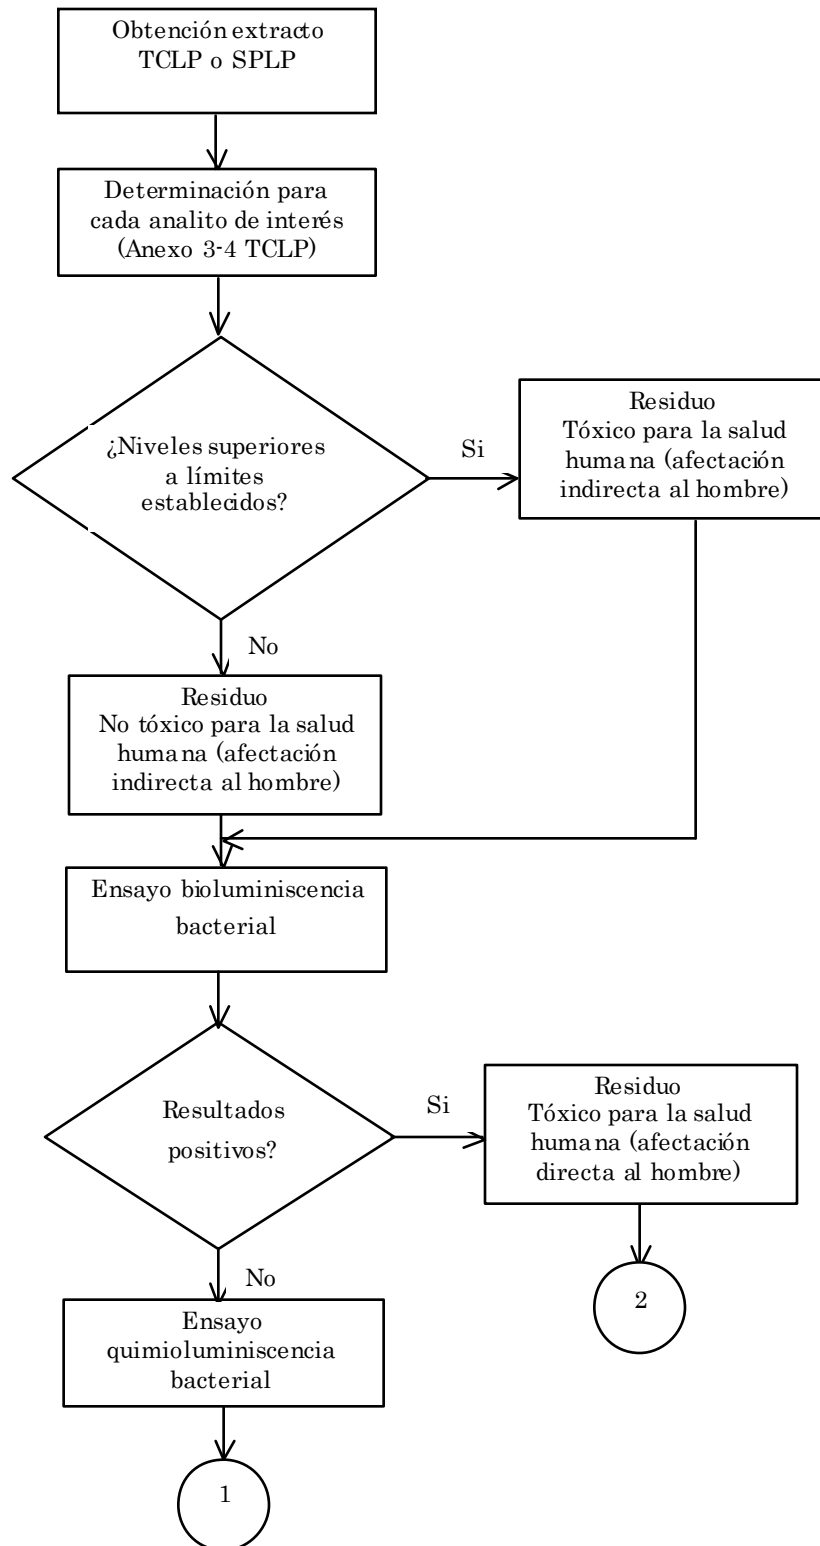 Obtención extracto
TCLP o SPLP
Determinación para
cada analito de interés
(Anexo 3-4 TCLP)
¿Niveles superiores
a límites
establecidos?
Si
Residuo
Tóxico para la salud
humana (afectación
indirecta al hombre)
No
Residuo
No tóxico para la salud
humana (afectación
indirecta al hombre)
Ensayo bioluminiscencia
bacterial
Resultados
positivos?
Si
Residuo
Tóxico para la salud
humana (afectación
directa al hombre)
2
No
Ensayo
quimioluminiscencia
bacterial
1